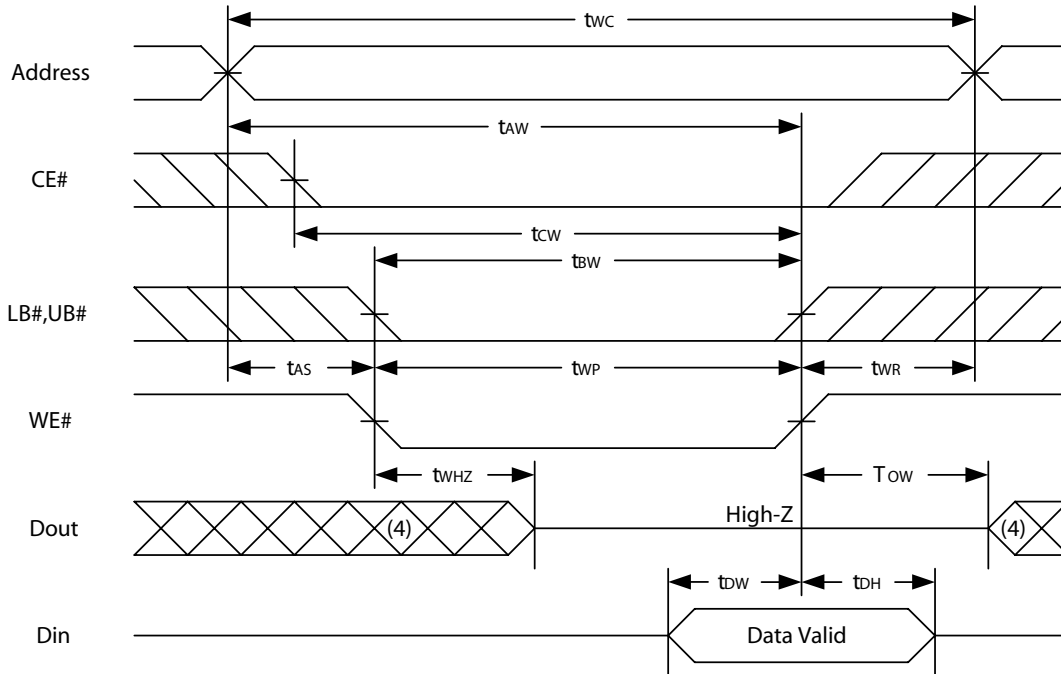 tWC
Address
tAW
CE#
tCW
tBW
LB#,UB#
tAS tWP tWR
WE#
tWHZ TOW
Dout (4) High-Z (4)
tDW tDH
Din Data Valid